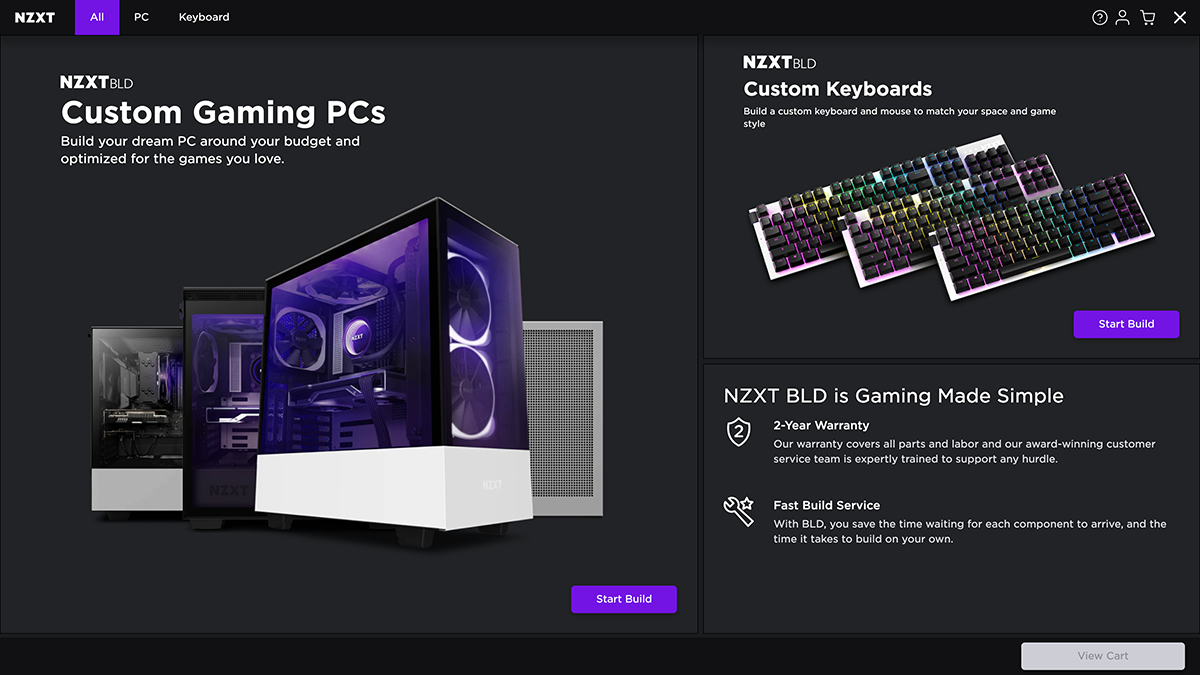 NZXT
All
PC
Keyboard
NZXT BLD
Custom Gaming PCs
Build your dream PC around your budget and
optimized for the games you love.
NZXT
NZXT
NZXT
Start Build
NZXT BLD
Custom Keyboards
Build a custom keyboard and mouse to match your space and game
style
Start Build
NZXT BLD is Gaming Made Simple
2
2-Year Warranty
Our warranty covers all parts and labor and our award-winning customer
service team is expertly trained to support any hurdle.
Fast Build Service
With BLD, you save the time waiting for each component to arrive, and the
time it takes to build on your own.
View Cart